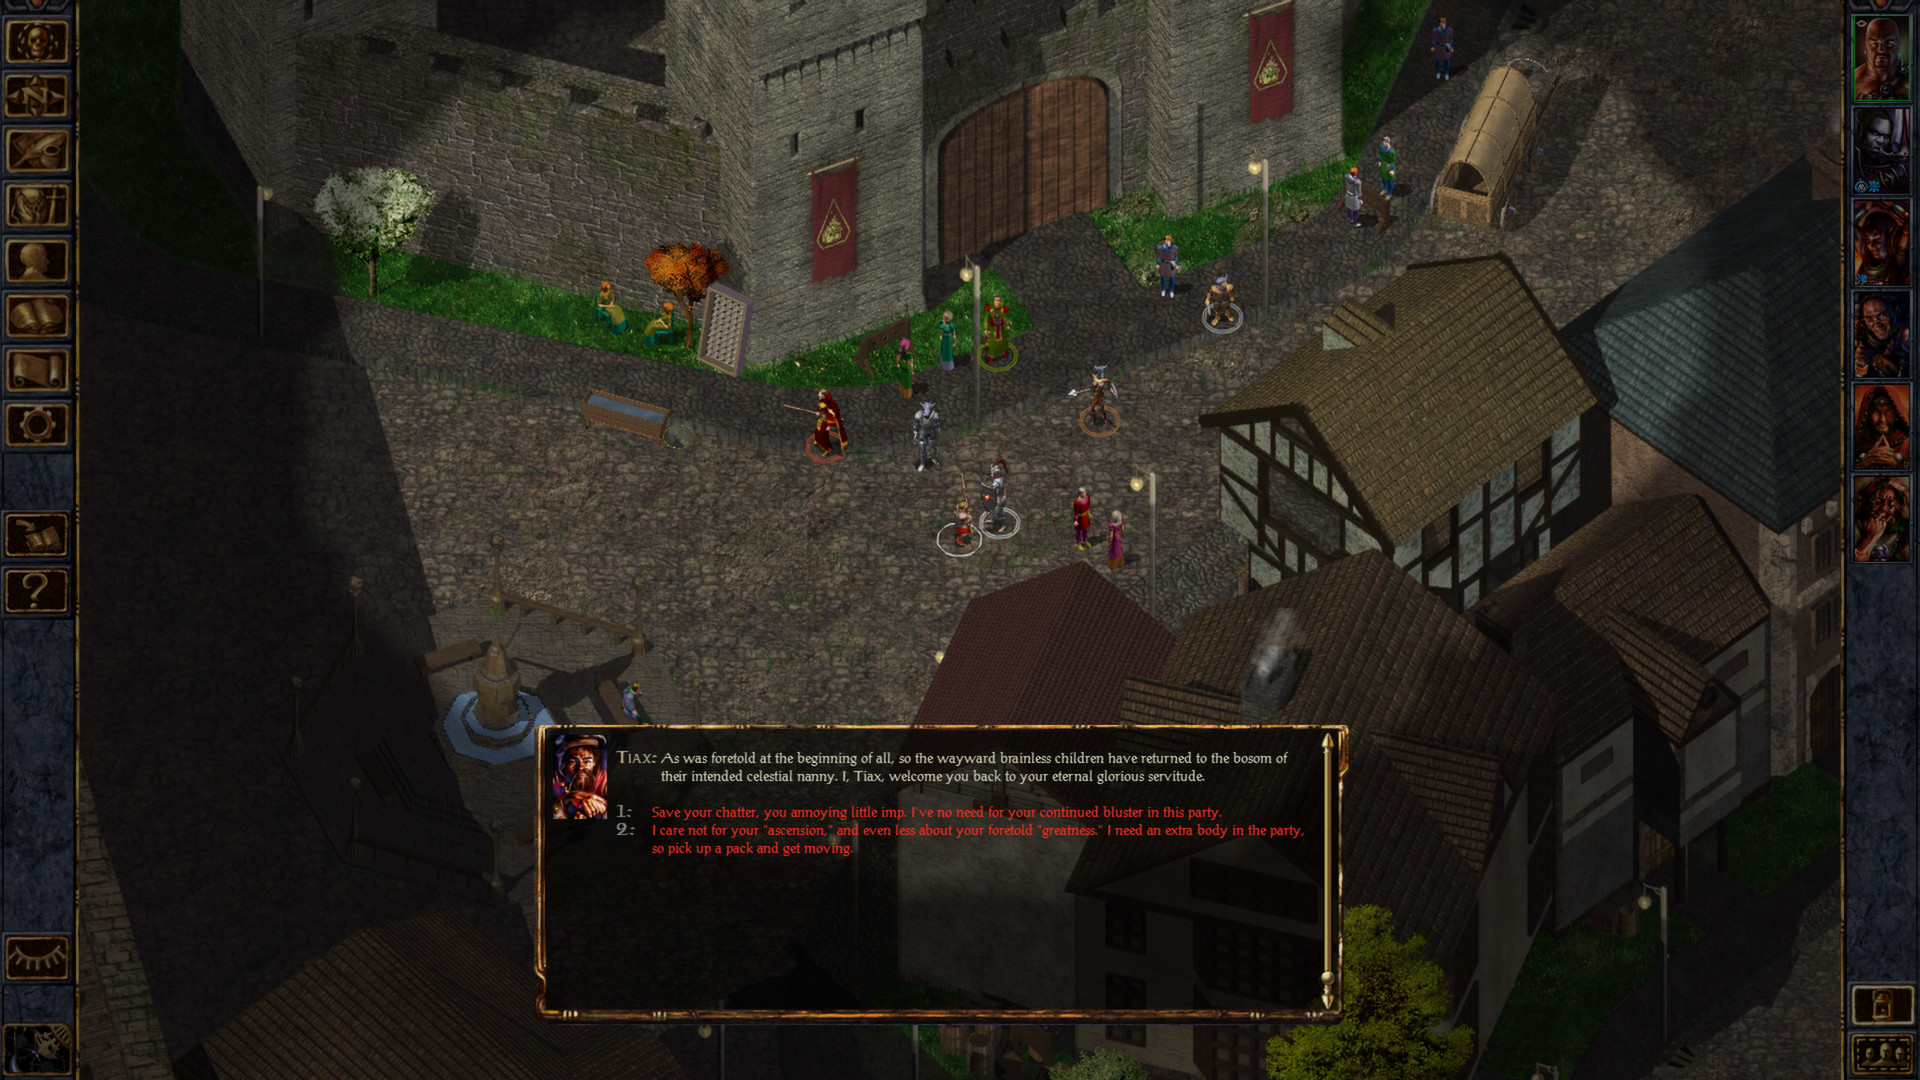 TIAX: As was foretold at the beginning of all, so the wayward brainless children have returned to the bosom of
their intended celestial nanny. I, Tiax, welcome you back to your eternal glorious servitude.
1: Save your chatter, you annoying little imp. I've no need for your continued bluster in this party.
2: I care not for your "ascension," and even less about your foretold "greatness." I need an extra body in the party,
so pick up a pack and get moving.